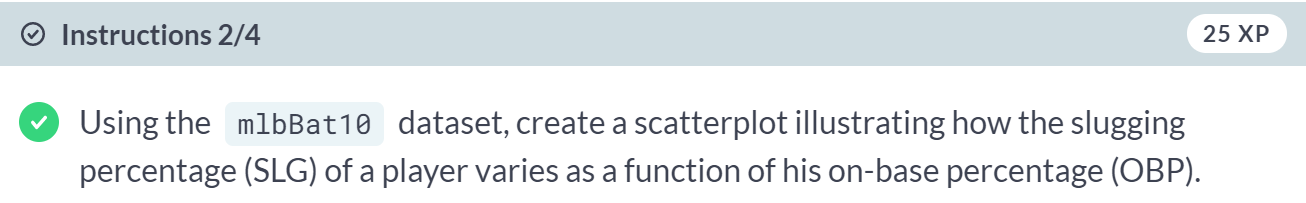 Instructions 2/4 25 XP
Using the mlbBat10 dataset, create a scatterplot illustrating how the slugging
percentage (SLG) of a player varies as a function of his on-base percentage (OBP).